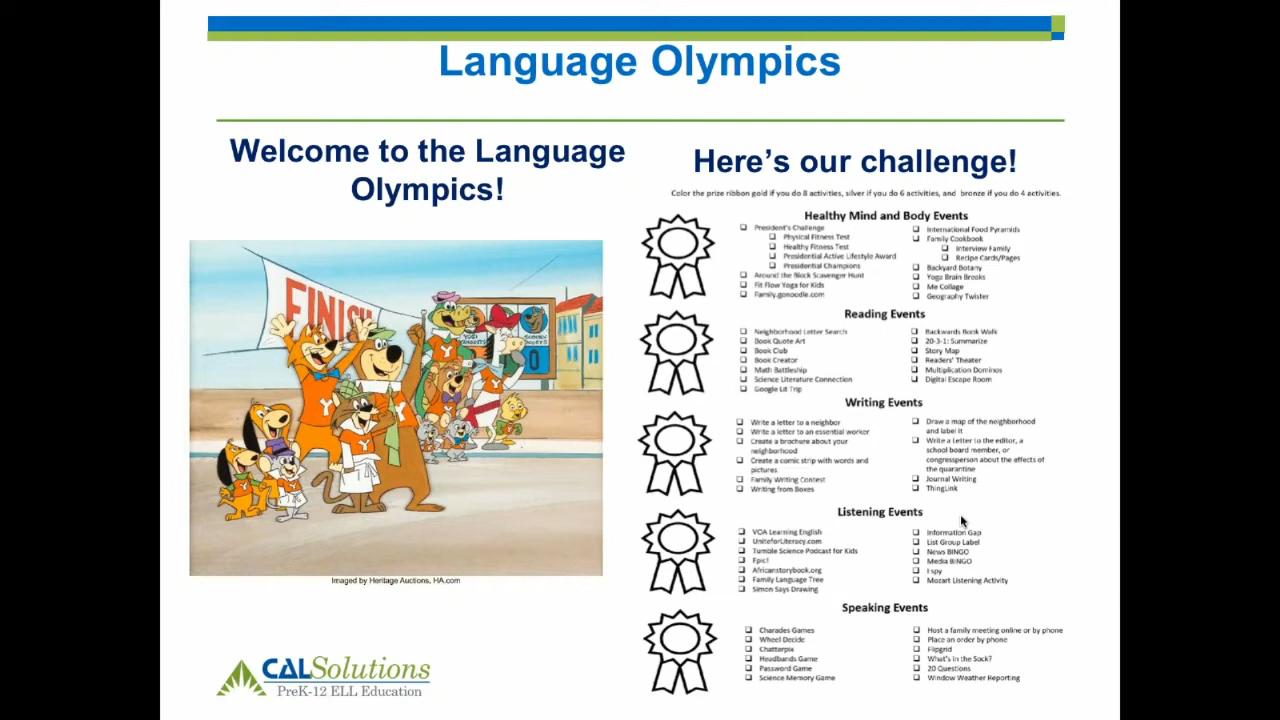 Language Olympics
Welcome to the Language
Olympics!
FINISH
YOGI
YAHOOEYS
SCOOBY
DOOBYS
0
Y
Y
Y
Y
Y
Y
Imaged by Heritage Auctions, HA.com
CALSolutions
PreK-12 ELL Education
Here's our challenge!
Color the prize ribbon gold if you do 8 activities, silver if you do 6 activities, and bronze if you do 4 activities.
Healthy Mind and Body Events
President's Challenge
Physical Fitness Test
Healthy Fitness Test
Presidential Active Lifestyle Award
Presidential Champions
Around the Block Scavenger Hunt
Fit Flow Yoga for Kids
Family.gonoodle.com
International Food Pyramids
Family Cookbook
Interview Family
Recipe Cards/Pages
Backyard Botany
Yoga Brain Breaks
Me Collage
Geography Twister
Reading Events
Neighborhood Letter Search
Book Quote Art
Book Club
Book Creator
Math Battleship
Science Literature Connection
Google Lit Trip
Backwards Book Walk
20-3-1: Summarize
Story Map
Readers' Theater
Multiplication Dominos
Digital Escape Room
Writing Events
Write a letter to a neighbor
Write a letter to an essential worker
Create a brochure about your
neighborhood
Create a comic strip with words and
pictures
Family Writing Contest
Writing from Boxes
Draw a map of the neighborhood
and label it
Write a Letter to the editor, a
school board member, or
congressperson about the effects of
the quarantine
Journal Writing
ThingLink
Listening Events
VOA Learning English
UniteforLiteracy.com
Tumble Science Podcast for Kids
Epic!
Africanstorybook.org
Family Language Tree
Simon Says Drawing
Information Gap
List Group Label
News BINGO
Media BINGO
I spy
Mozart Listening Activity
Speaking Events
Charades Games
Wheel Decide
Chatterpix
Headbands Game
Password Game
Science Memory Game
Host a family meeting online or by phone
Place an order by phone
Flipgrid
What's in the Sock?
20 Questions
Window Weather Reporting